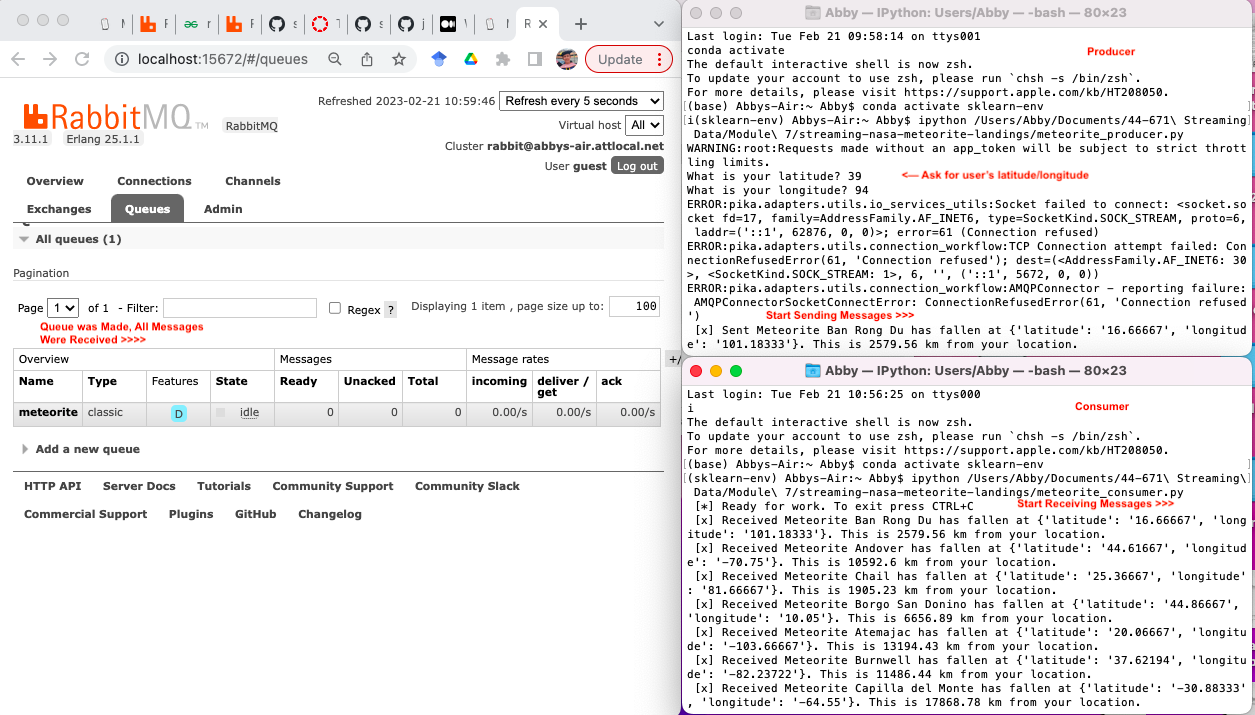 localhost:15672/#/queues
Update
RabbitMQ TM
RabbitMQ
3.11.1
Erlang 25.1.1
Refreshed 2023-02-21 10:59:46
Refresh every 5 seconds
Virtual host
All
Cluster rabbit@abbys-air.attlocal.net
User guest
Log out
Overview
Connections
Channels
Exchanges
Queues
Admin
All queues (1)
Pagination
Page 1 of 1 - Filter:
Regex ?
Displaying 1 item , page size up to: 100
Queue was Made, All Messages
Were Received >>>>
Overview Messages Message rates +/
Name Type Features State Ready Unacked Total incoming deliver / get ack
meteorite classic D idle 0 0 0 0.00/s 0.00/s 0.00/s
Add a new queue
HTTP API Server Docs Tutorials Community Support Community Slack
Commercial Support Plugins GitHub Changelog
Abby — IPython: Users/Abby — -bash — 80×23
Last login: Tue Feb 21 09:58:14 on ttys001
conda activate
Producer
The default interactive shell is now zsh.
To update your account to use zsh, please run `chsh -s /bin/zsh`.
For more details, please visit https://support.apple.com/kb/HT208050.
[(base) Abbys-Air:~ Abby$ conda activate sklearn-env ]
i(sklearn-env) Abbys-Air:~ Abby$ ipython /Users/Abby/Documents/44-671\ Streaming\
 Data/Module\ 7/streaming-nasa-meteorite-landings/meteorite_producer.py
WARNING:root:Requests made without an app_token will be subject to strict thrott
ling limits.
What is your latitude? 39
<— Ask for user's latitude/longitude
What is your longitude? 94
ERROR:pika.adapters.utils.io_services_utils:Socket failed to connect: <socket.so
cket fd=17, family=AddressFamily.AF_INET6, type=SocketKind.SOCK_STREAM, proto=6,
 laddr=('::1', 62876, 0, 0)>; error=61 (Connection refused)
ERROR:pika.adapters.utils.connection_workflow:TCP Connection attempt failed: Con
nectionRefusedError(61, 'Connection refused'); dest=(<AddressFamily.AF_INET6: 30
>, <SocketKind.SOCK_STREAM: 1>, 6, '', ('::1', 5672, 0, 0))
ERROR:pika.adapters.utils.connection_workflow:AMQPConnector - reporting failure:
 AMQPConnectorSocketConnectError: ConnectionRefusedError(61, 'Connection refused
')
Start Sending Messages >>>
 [x] Sent Meteorite Ban Rong Du has fallen at {'latitude': '16.66667', 'longitud
e': '101.18333'}. This is 2579.56 km from your location.
Abby — IPython: Users/Abby — -bash — 80×23
Last login: Tue Feb 21 10:56:25 on ttys000
i
Consumer
The default interactive shell is now zsh.
To update your account to use zsh, please run `chsh -s /bin/zsh`.
For more details, please visit https://support.apple.com/kb/HT208050.
[(base) Abbys-Air:~ Abby$ conda activate sklearn-env ]
[(sklearn-env) Abbys-Air:~ Abby$ ipython /Users/Abby/Documents/44-671\ Streaming\]
 Data/Module\ 7/streaming-nasa-meteorite-landings/meteorite_consumer.py
 [*] Ready for work. To exit press CTRL+C
Start Receiving Messages >>>
 [x] Received Meteorite Ban Rong Du has fallen at {'latitude': '16.66667', 'long
itude': '101.18333'}. This is 2579.56 km from your location.
 [x] Received Meteorite Andover has fallen at {'latitude': '44.61667', 'longitud
e': '-70.75'}. This is 10592.6 km from your location.
 [x] Received Meteorite Chail has fallen at {'latitude': '25.36667', 'longitude'
: '81.66667'}. This is 1905.23 km from your location.
 [x] Received Meteorite Borgo San Donino has fallen at {'latitude': '44.86667',
'longitude': '10.05'}. This is 6656.89 km from your location.
 [x] Received Meteorite Atemajac has fallen at {'latitude': '20.06667', 'longitu
de': '-103.66667'}. This is 13194.43 km from your location.
 [x] Received Meteorite Burnwell has fallen at {'latitude': '37.62194', 'longitu
de': '-82.23722'}. This is 11486.44 km from your location.
 [x] Received Meteorite Capilla del Monte has fallen at {'latitude': '-30.88333'
, 'longitude': '-64.55'}. This is 17868.78 km from your location.